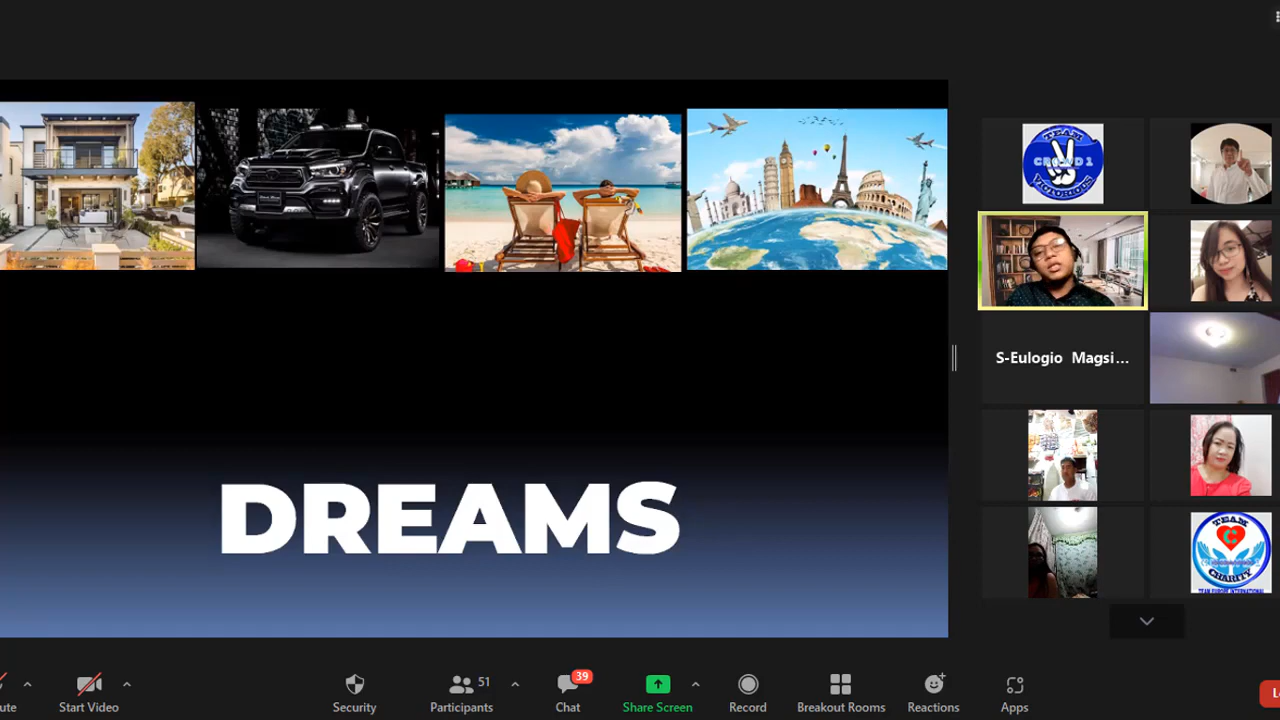 DREAMS
TEAM
CROWD1
VICTORIOUS
S-Eulogio Magsi...
TEAM
C
CHARITY
ute
Start Video
Security
51
Participants
39
Chat
Share Screen
Record
Breakout Rooms
Reactions
Apps